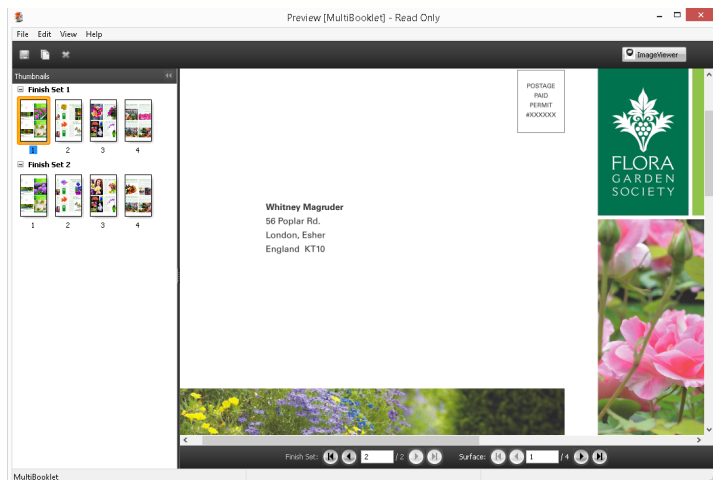 Preview [MultiBooklet] - Read Only
File Edit View Help
ImageViewer
Thumbnails
Finish Set 1
1 2 3 4
Finish Set 2
1 2 3 4
POSTAGE
PAID
PERMIT
#XXXXXX
Whitney Magruder
56 Poplar Rd.
London, Esher
England KT10
FLORA
GARDEN
SOCIETY
Finish Set: 2 / 2 Surface: 1 / 4
MultiBooklet